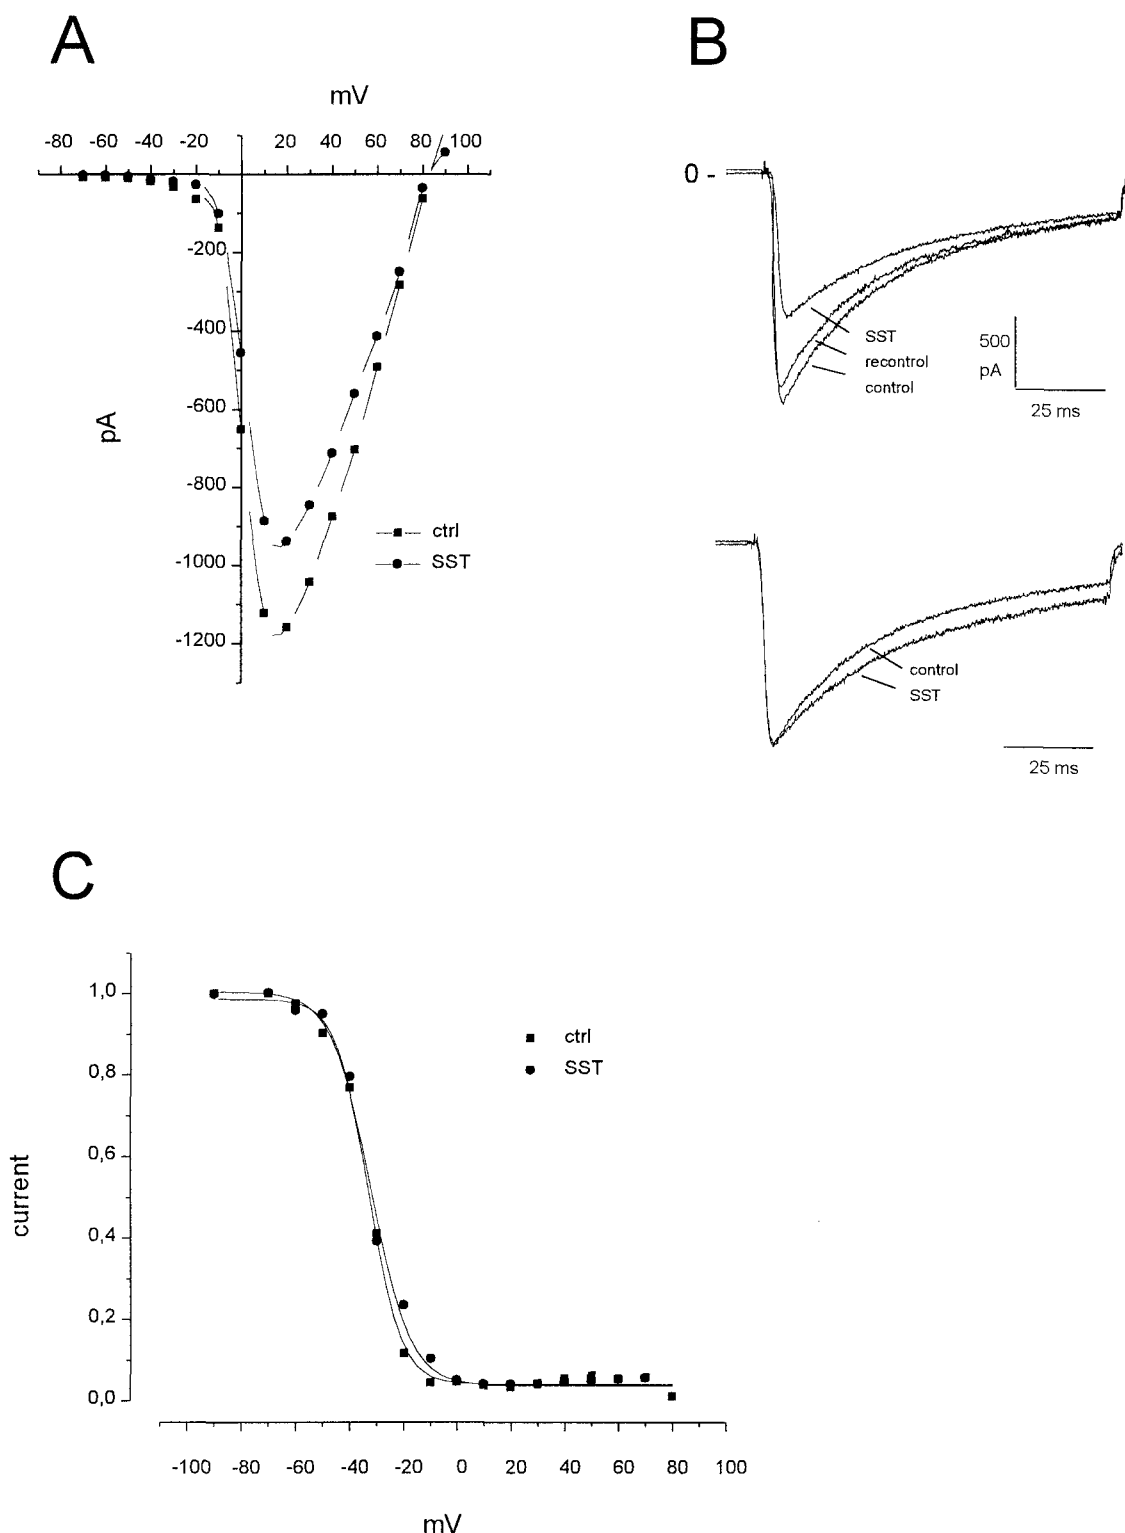 A
B
mV
-80 -60 -40 -20 20 40 60 80 100
0 -
-200
-400
-600
-800
-1000
-1200
pA
ctrl
SST
SST
recontrol
control
500
pA
25 ms
control
SST
25 ms
C
1,0
0,8
0,6
0,4
0,2
0,0
current
ctrl
SST
-100 -80 -60 -40 -20 0 20 40 60 80 100
mV